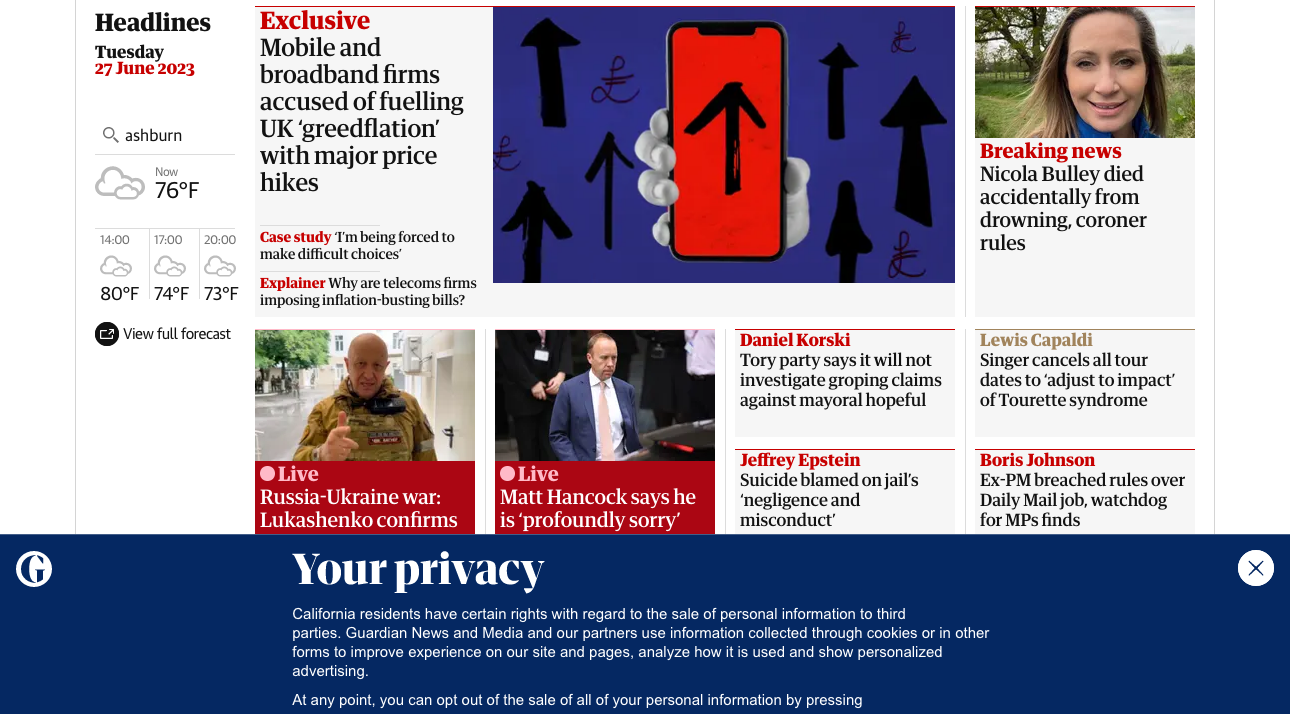 Headlines
Tuesday
27 June 2023
ashburn
Now
76°F
14:00
17:00
20:00
80°F
74°F
73°F
View full forecast
Exclusive
Mobile and
broadband firms
accused of fuelling
UK ‘greedflation’
with major price
hikes
Case study ‘I’m being forced to
make difficult choices’
Explainer Why are telecoms firms
imposing inflation-busting bills?
Breaking news
Nicola Bulley died
accidentally from
drowning, coroner
rules
Live
Russia-Ukraine war:
Lukashenko confirms
Live
Matt Hancock says he
is ‘profoundly sorry’
Daniel Korski
Tory party says it will not
investigate groping claims
against mayoral hopeful
Lewis Capaldi
Singer cancels all tour
dates to ‘adjust to impact’
of Tourette syndrome
Jeffrey Epstein
Suicide blamed on jail’s
‘negligence and
misconduct’
Boris Johnson
Ex-PM breached rules over
Daily Mail job, watchdog
for MPs finds
G
Your privacy
California residents have certain rights with regard to the sale of personal information to third
parties. Guardian News and Media and our partners use information collected through cookies or in other
forms to improve experience on our site and pages, analyze how it is used and show personalized
advertising.
At any point, you can opt out of the sale of all of your personal information by pressing